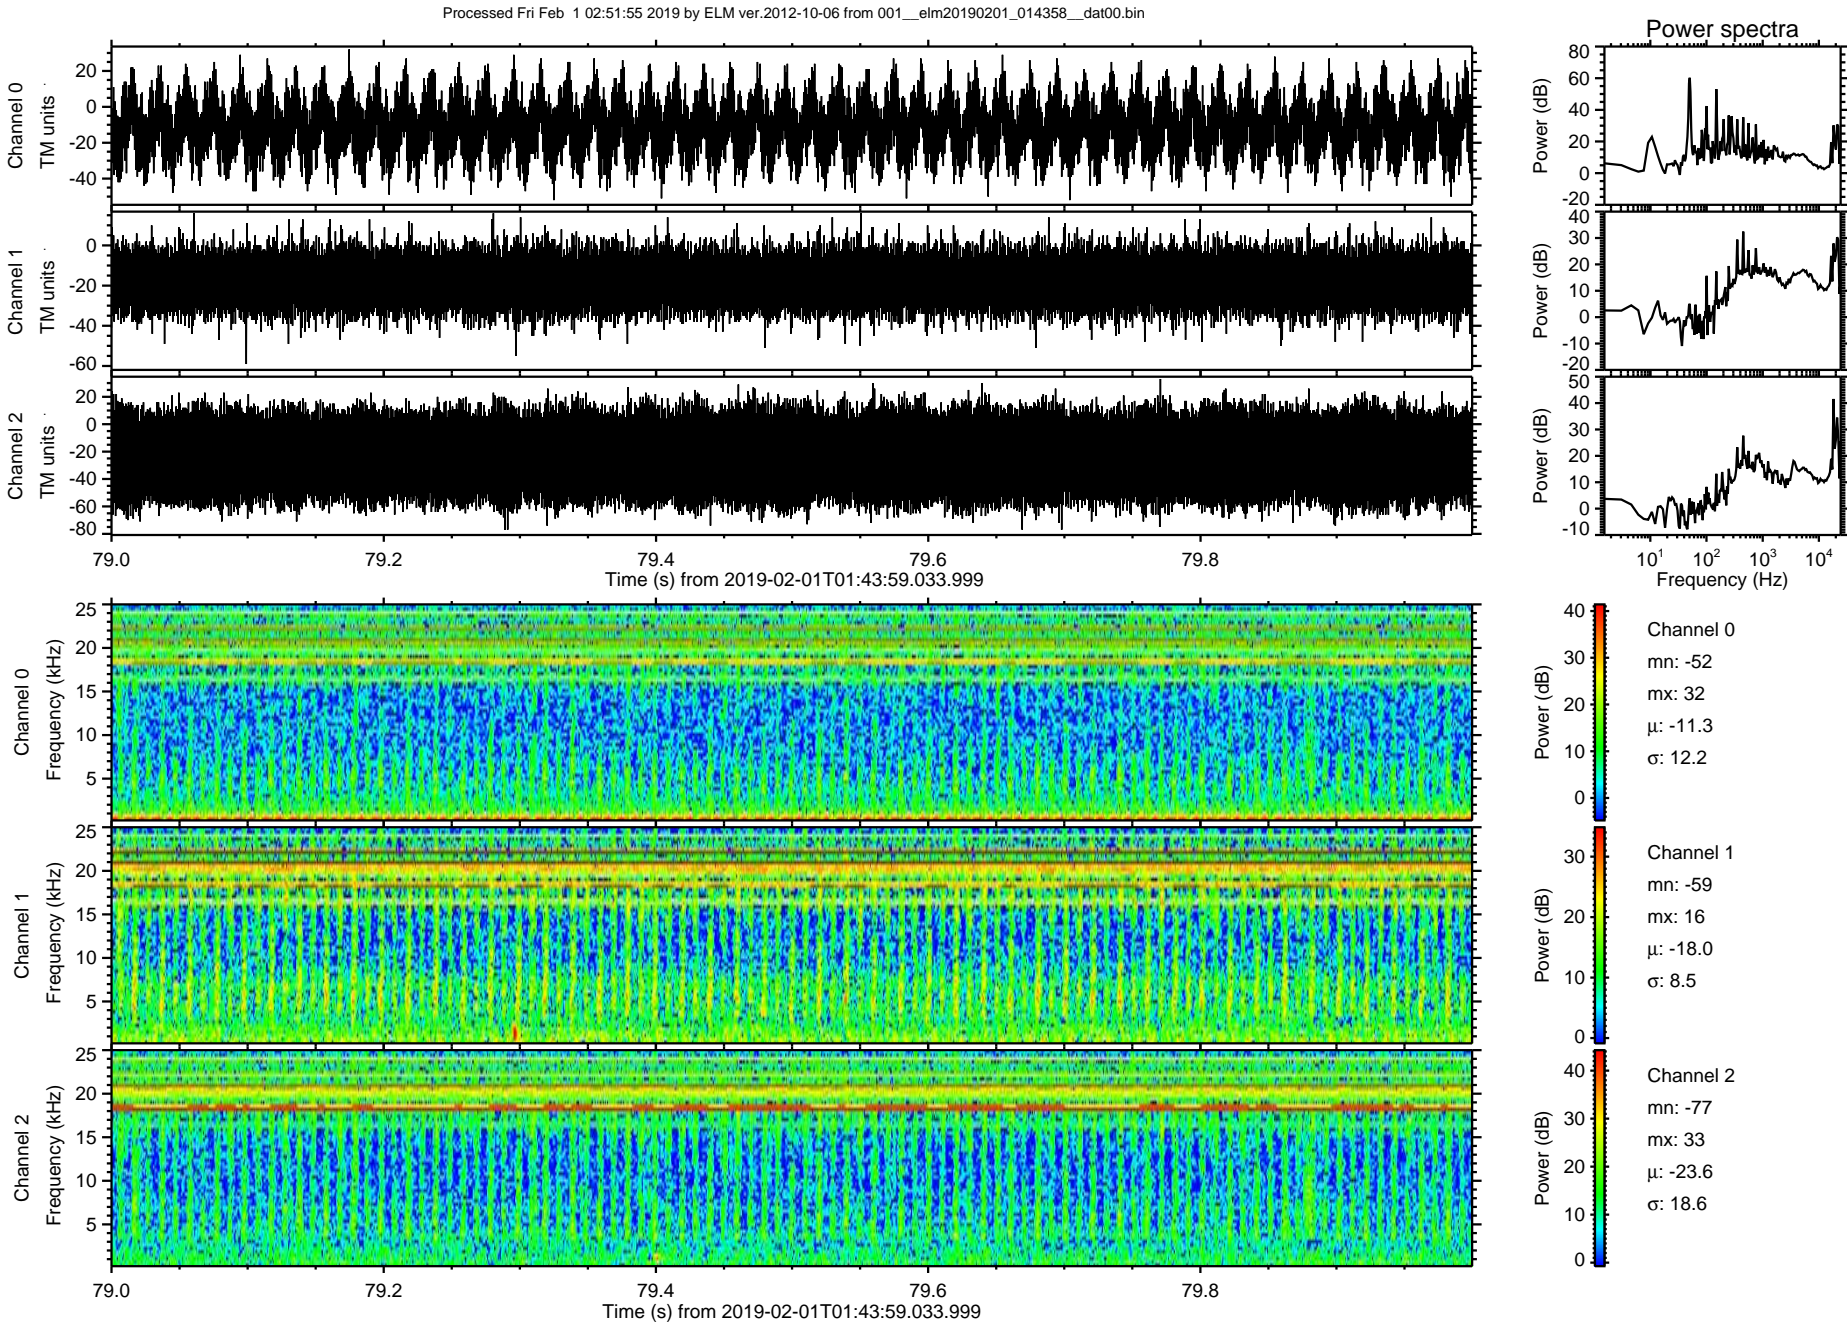 Processed Fri Feb  1 02:51:55 2019 by ELM ver.2012-10-06 from 001__elm20190201_014358__dat00.bin
Power spectra
Channel 0
TM units
20
0
-20
-40
Power (dB)
80
60
40
20
0
-20
Channel 1
TM units
0
-20
-40
-60
Power (dB)
40
30
20
10
0
-10
-20
Channel 2
TM units
20
0
-20
-40
-60
-80
Power (dB)
50
40
30
20
10
0
-10
79.0 79.2 79.4 79.6 79.8
Time (s) from 2019-02-01T01:43:59.033.999
10^1 10^2 10^3 10^4
Frequency (Hz)
Channel 0
Frequency (kHz)
25
20
15
10
5
Power (dB)
40
30
20
10
0
Channel 0
mn: -52
mx: 32
μ: -11.3
σ: 12.2
Channel 1
Frequency (kHz)
25
20
15
10
5
Power (dB)
30
20
10
0
Channel 1
mn: -59
mx: 16
μ: -18.0
σ: 8.5
Channel 2
Frequency (kHz)
25
20
15
10
5
Power (dB)
40
30
20
10
0
Channel 2
mn: -77
mx: 33
μ: -23.6
σ: 18.6
79.0 79.2 79.4 79.6 79.8
Time (s) from 2019-02-01T01:43:59.033.999